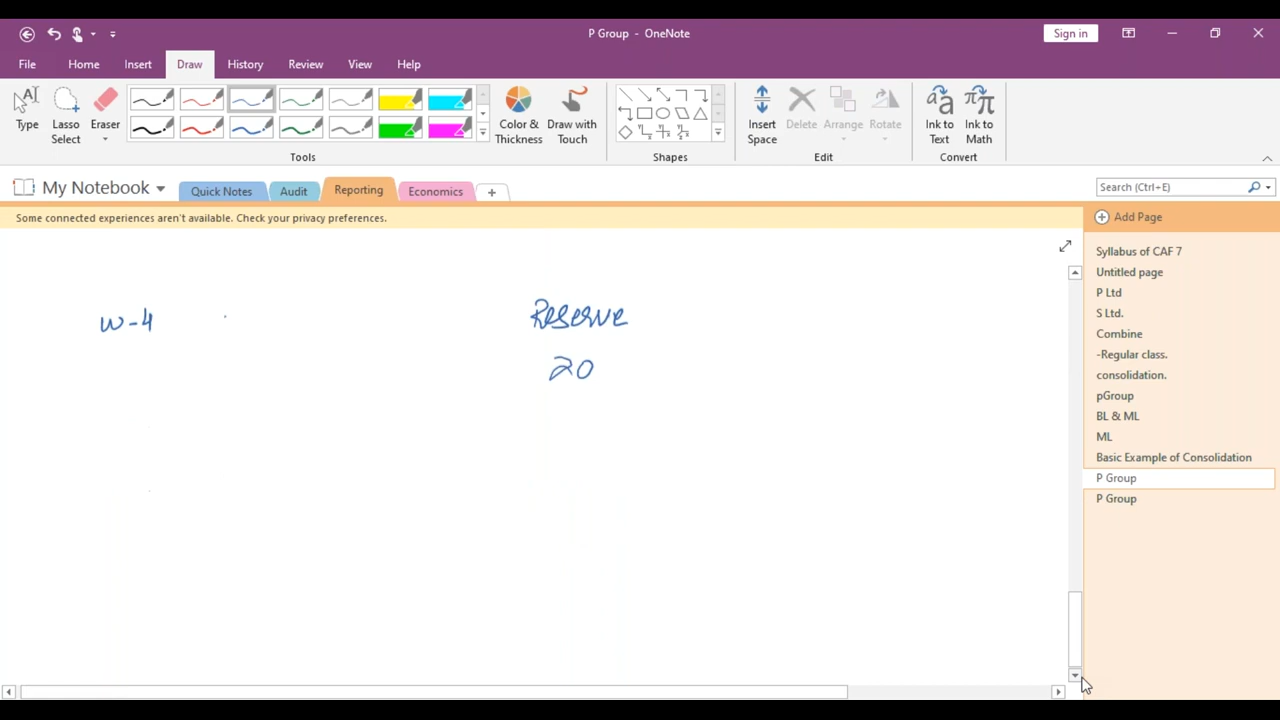 P Group - OneNote
Sign in
File Home Insert Draw History Review View Help
Type
Lasso Select
Eraser
Color & Thickness
Draw with Touch
Insert Space
Delete
Arrange
Rotate
Ink to Text
Ink to Math
Tools
Shapes
Edit
Convert
My Notebook
Quick Notes
Audit
Reporting
Economics
Search (Ctrl+E)
Some connected experiences aren't available. Check your privacy preferences.
Add Page
Syllabus of CAF 7
Untitled page
P Ltd
S Ltd.
Combine
-Regular class.
consolidation.
pGroup
BL & ML
ML
Basic Example of Consolidation
P Group
P Group
W-4
Reserve
20